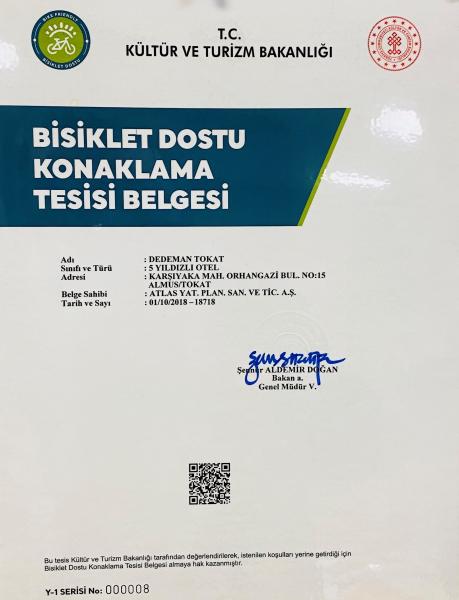 BIKE FRIENDLY
BİSİKLET DOSTU
T.C.
KÜLTÜR VE TURİZM BAKANLIĞI
BİSİKLET DOSTU
KONAKLAMA
TESİSİ BELGESİ
Adı : DEDEMAN TOKAT
Sınıfı ve Türü : 5 YILDIZLI OTEL
Adresi : KARŞIYAKA MAH. ORHANGAZİ BUL. NO:15
ALMUS/TOKAT
Belge Sahibi : ATLAS YAT. PLAN. SAN. VE TİC. A.Ş.
Tarih ve Sayı : 01/10/2018–18718
Şennur ALDEMİR DOĞAN
Bakan a.
Genel Müdür V.
Bu tesis Kültür ve Turizm Bakanlığı tarafından değerlendirilerek, istenilen koşulları yerine getirdiği için
Bisiklet Dostu Konaklama Tesisi Belgesi almaya hak kazanmıştır.
Y-1 SERİSİ No: 000008